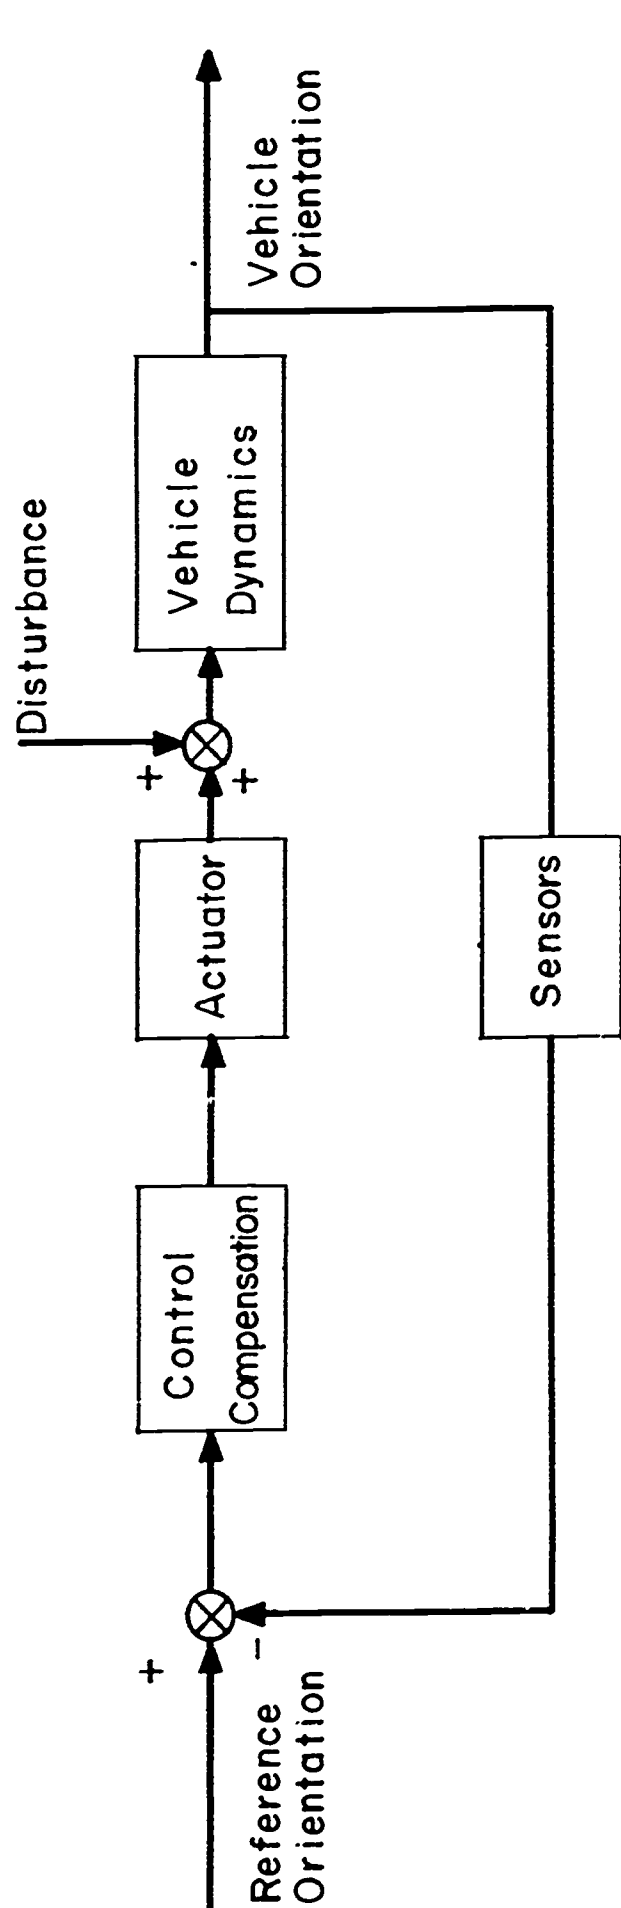 Disturbance
+
+
+
-
Reference
Orientation
Control
Compensation
Actuator
Vehicle
Dynamics
Vehicle
Orientation
Sensors